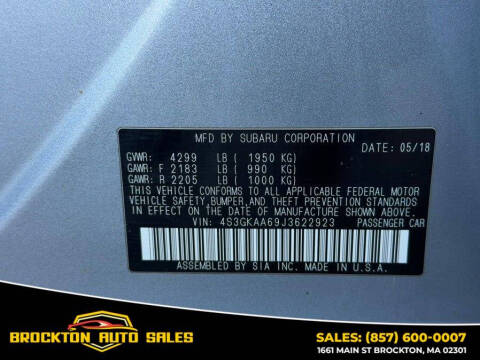 MFD BY SUBARU CORPORATION
GVWR: 4299 LB ( 1950 KG) DATE: 05/18
GAWR: F 2183 LB ( 990 KG)
GAWR: R 2205 LB ( 1000 KG)
THIS VEHICLE CONFORMS TO ALL APPLICABLE FEDERAL MOTOR
VEHICLE SAFETY, BUMPER, AND THEFT PREVENTION STANDARDS
IN EFFECT ON THE DATE OF MANUFACTURE SHOWN ABOVE.
VIN: 4S3GKAA69J3622923 PASSENGER CAR
ASSEMBLED BY SIA INC. MADE IN U.S.A.
BROCKTON AUTO SALES
SALES: (857) 600-0007
1661 MAIN ST BROCKTON, MA 02301